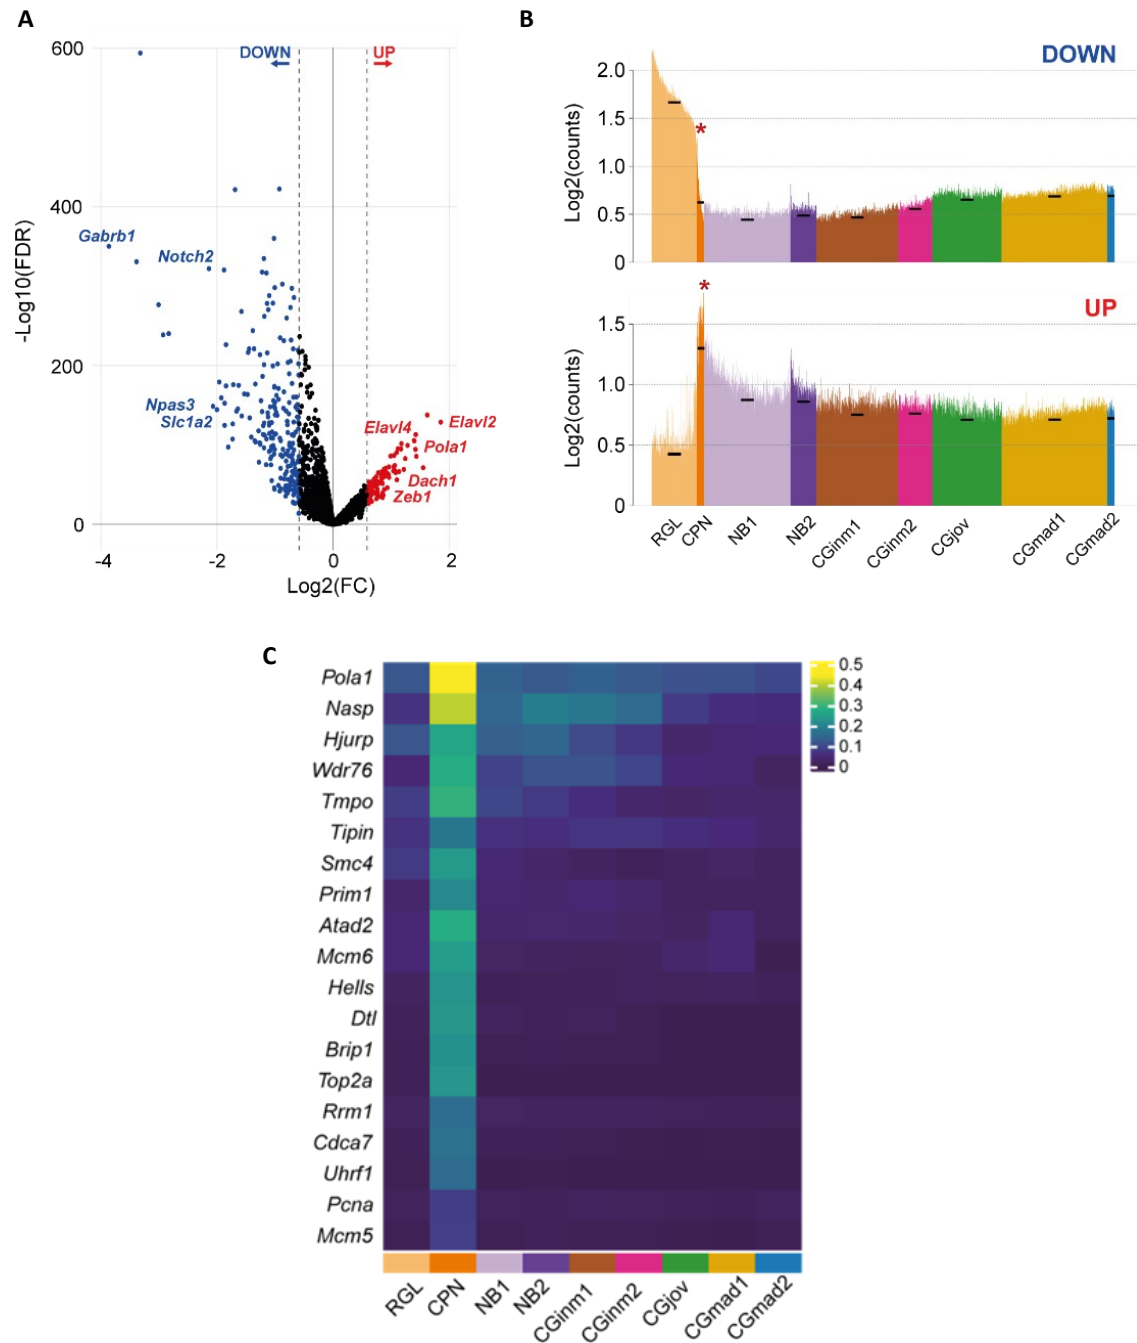 A
600
400
200
0
-Log10(FDR)
DOWN
UP
Gabrb1
Notch2
Npas3
Slc1a2
Elavl4
Elavl2
Pola1
Dach1
Zeb1
-4
-2
0
2
Log2(FC)
B
DOWN
2.0
1.5
1.0
0.5
0
Log2(counts)
*
UP
1.5
1.0
0.5
0
Log2(counts)
*
RGL
CPN
NB1
NB2
CGinm1
CGinm2
CGjov
CGmad1
CGmad2
C
Pola1
Nasp
Hjurp
Wdr76
Tmpo
Tipin
Smc4
Prim1
Atad2
Mcm6
Hells
Dtl
Brip1
Top2a
Rrm1
Cdca7
Uhrf1
Pcna
Mcm5
0.5
0.4
0.3
0.2
0.1
0
RGL
CPN
NB1
NB2
CGinm1
CGinm2
CGjov
CGmad1
CGmad2